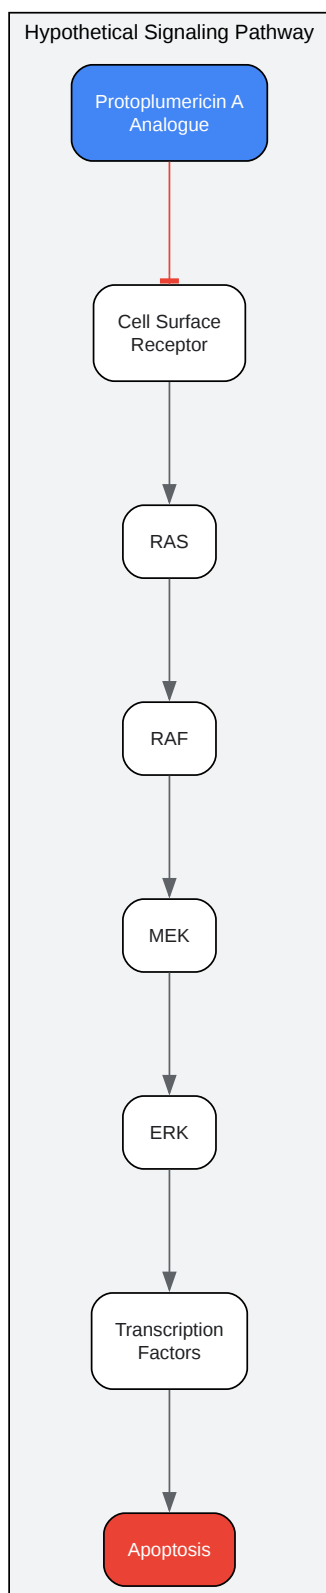 Hypothetical Signaling Pathway
Protoplumericin A
Analogue
Cell Surface
Receptor
RAS
RAF
MEK
ERK
Transcription
Factors
Apoptosis